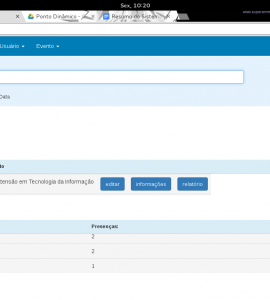 Sex, 10:20
Ponto Dinâmico - Resumo do Sistem
Usuário Evento
Data
do
tensão em Tecnologia da Informação editar informações relatório
Presenças:
2
2
1